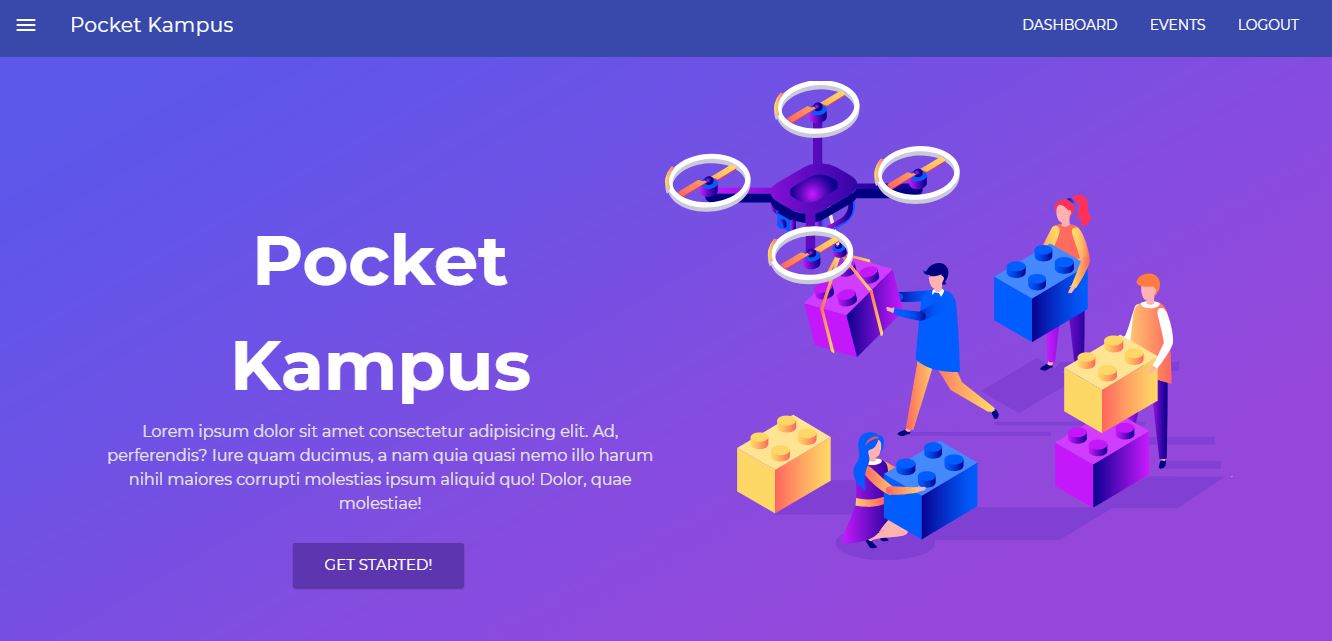 Pocket Kampus
DASHBOARD
EVENTS
LOGOUT
Pocket
Kampus
Lorem ipsum dolor sit amet consectetur adipisicing elit. Ad,
perferendis? Iure quam ducimus, a nam quia quasi nemo illo harum
nihil maiores corrupti molestias ipsum aliquid quo! Dolor, quae
molestiae!
GET STARTED!